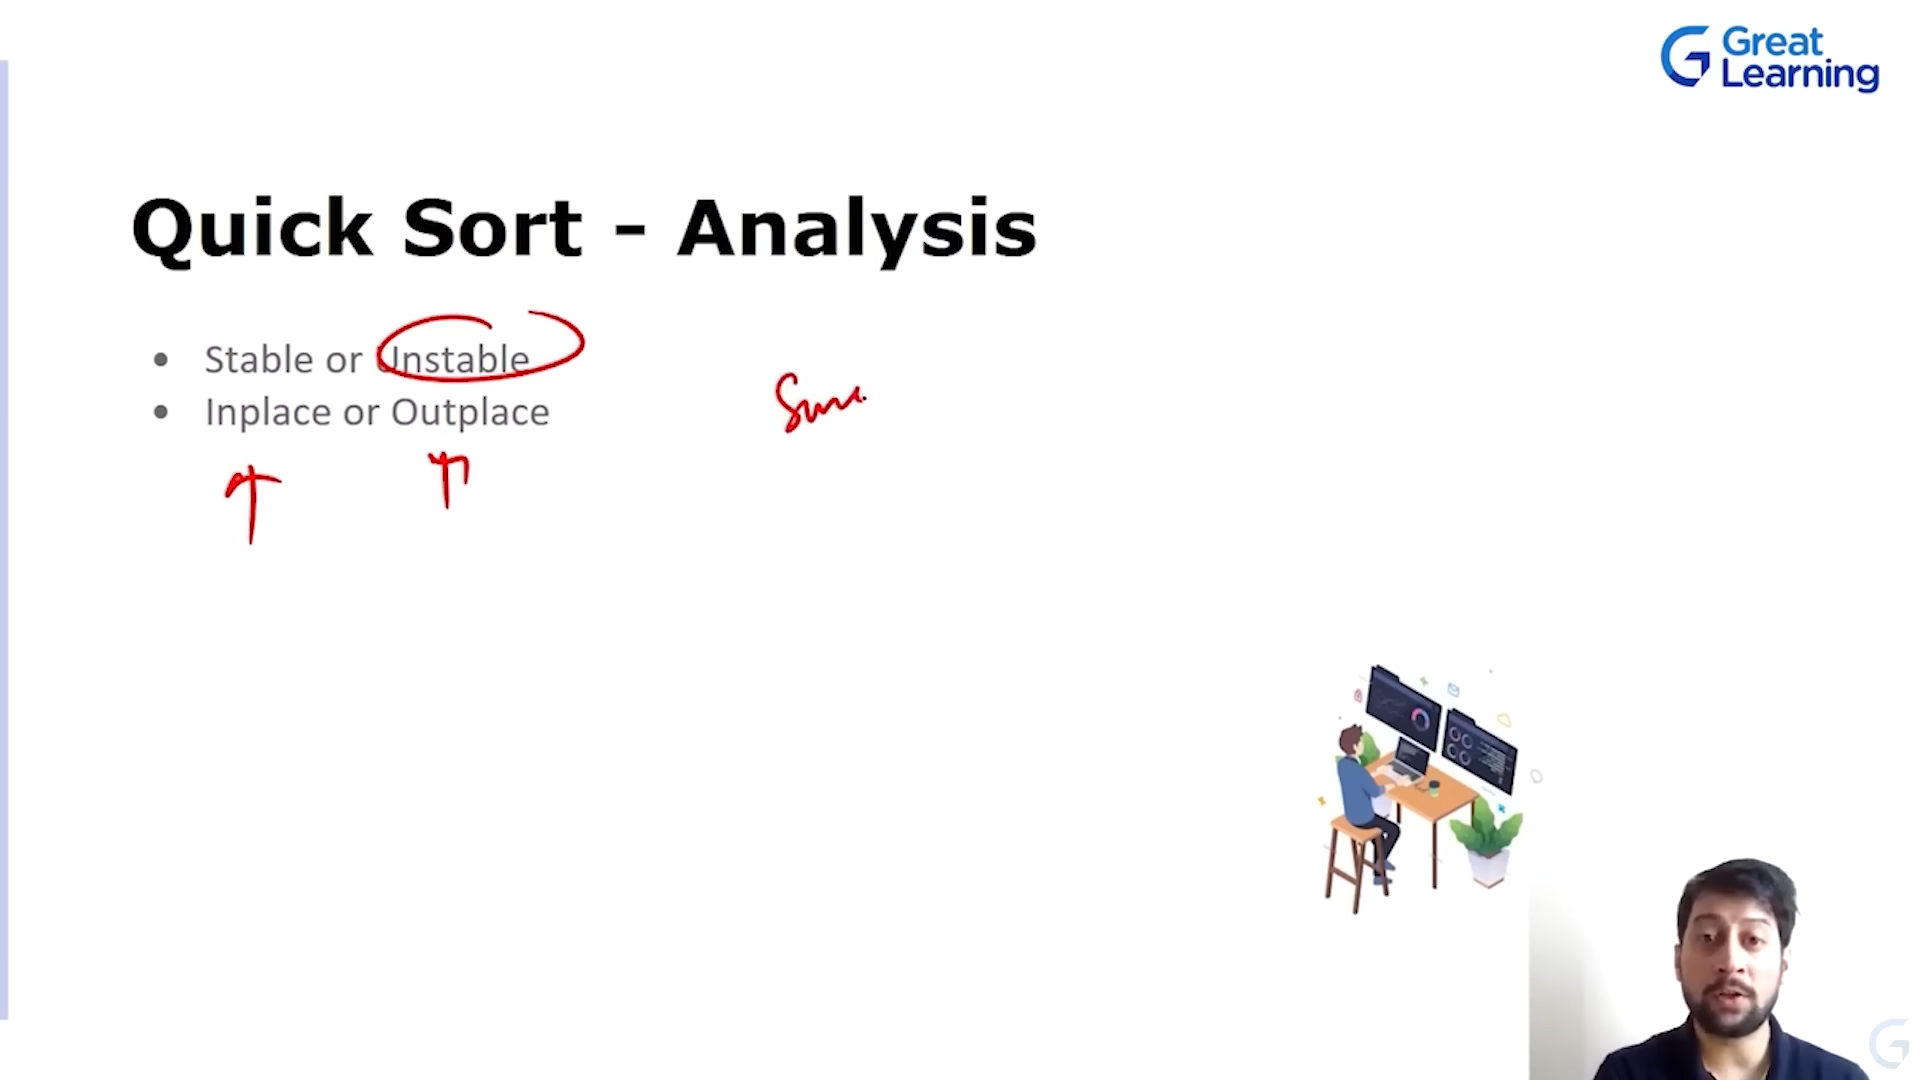 Great
Learning
Quick Sort - Analysis
• Stable or Unstable
• Inplace or Outplace